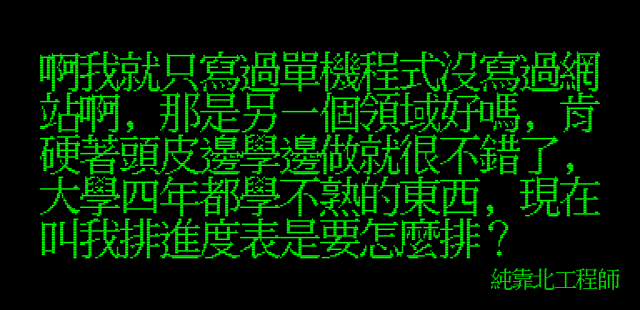 啊我就只寫過單機程式沒寫過網
站啊，那是另一個領域好嗎，肯
硬著頭皮邊學邊做就很不錯了，
大學四年都學不熟的東西，現在
叫我排進度表是要怎麼排？
純靠北工程師